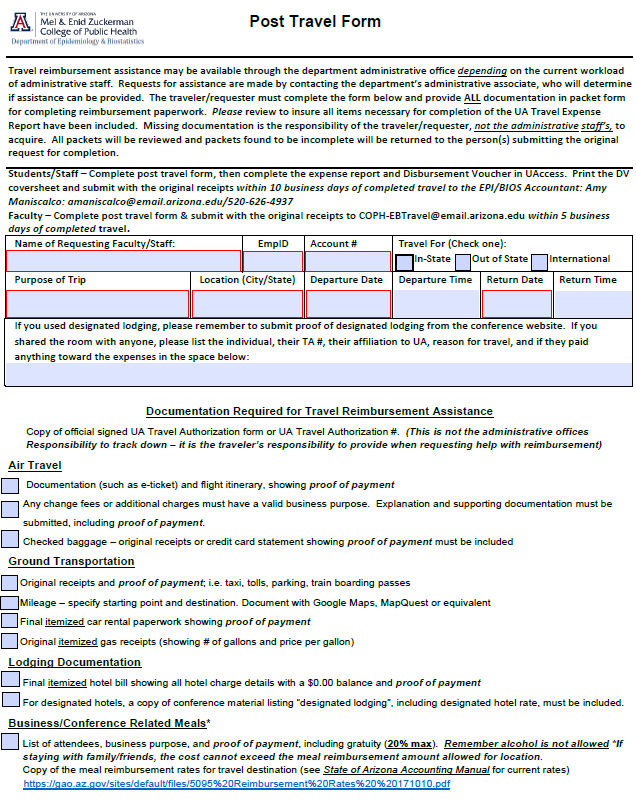 THE UNIVERSITY OF ARIZONA
Mel & Enid Zuckerman
College of Public Health
Department of Epidemiology & Biostatistics
Post Travel Form
Travel reimbursement assistance may be available through the department administrative office depending on the current workload
of administrative staff.  Requests for assistance are made by contacting the department's administrative associate, who will determine
if assistance can be provided.  The traveler/requester must complete the form below and provide ALL documentation in packet form
for completing reimbursement paperwork.  Please review to insure all items necessary for completion of the UA Travel Expense
Report have been included.  Missing documentation is the responsibility of the traveler/requester, not the administrative staff's, to
acquire.  All packets will be reviewed and packets found to be incomplete will be returned to the person(s) submitting the original
request for completion.
Students/Staff – Complete post travel form, then complete the expense report and Disbursement Voucher in UAccess.  Print the DV
coversheet and submit with the original receipts within 10 business days of completed travel to the EPI/BIOS Accountant: Amy
Maniscalco: amaniscalco@email.arizona.edu/520-626-4937
Faculty – Complete post travel form & submit with the original receipts to COPH-EBTravel@email.arizona.edu within 5 business
days of completed travel.
Name of Requesting Faculty/Staff: EmpID Account # Travel For (Check one):
In-State Out of State International
Purpose of Trip Location (City/State) Departure Date Departure Time Return Date Return Time
If you used designated lodging, please remember to submit proof of designated lodging from the conference website.  If you
shared the room with anyone, please list the individual, their TA #, their affiliation to UA, reason for travel, and if they paid
anything toward the expenses in the space below:
Documentation Required for Travel Reimbursement Assistance
Copy of official signed UA Travel Authorization form or UA Travel Authorization #.  (This is not the administrative offices
Responsibility to track down – it is the traveler's responsibility to provide when requesting help with reimbursement)
Air Travel
Documentation (such as e-ticket) and flight itinerary, showing proof of payment
Any change fees or additional charges must have a valid business purpose.  Explanation and supporting documentation must be
submitted, including proof of payment.
Checked baggage – original receipts or credit card statement showing proof of payment must be included
Ground Transportation
Original receipts and proof of payment; i.e. taxi, tolls, parking, train boarding passes
Mileage – specify starting point and destination. Document with Google Maps, MapQuest or equivalent
Final itemized car rental paperwork showing proof of payment
Original itemized gas receipts (showing # of gallons and price per gallon)
Lodging Documentation
Final itemized hotel bill showing all hotel charge details with a $0.00 balance and proof of payment
For designated hotels, a copy of conference material listing "designated lodging", including designated hotel rate, must be included.
Business/Conference Related Meals*
List of attendees, business purpose, and proof of payment, including gratuity (20% max).  Remember alcohol is not allowed *If
staying with family/friends, the cost cannot exceed the meal reimbursement amount allowed for location.
Copy of the meal reimbursement rates for travel destination (see State of Arizona Accounting Manual for current rates)
https://gao.az.gov/sites/default/files/5095%20Reimbursement%20Rates%20%20171010.pdf